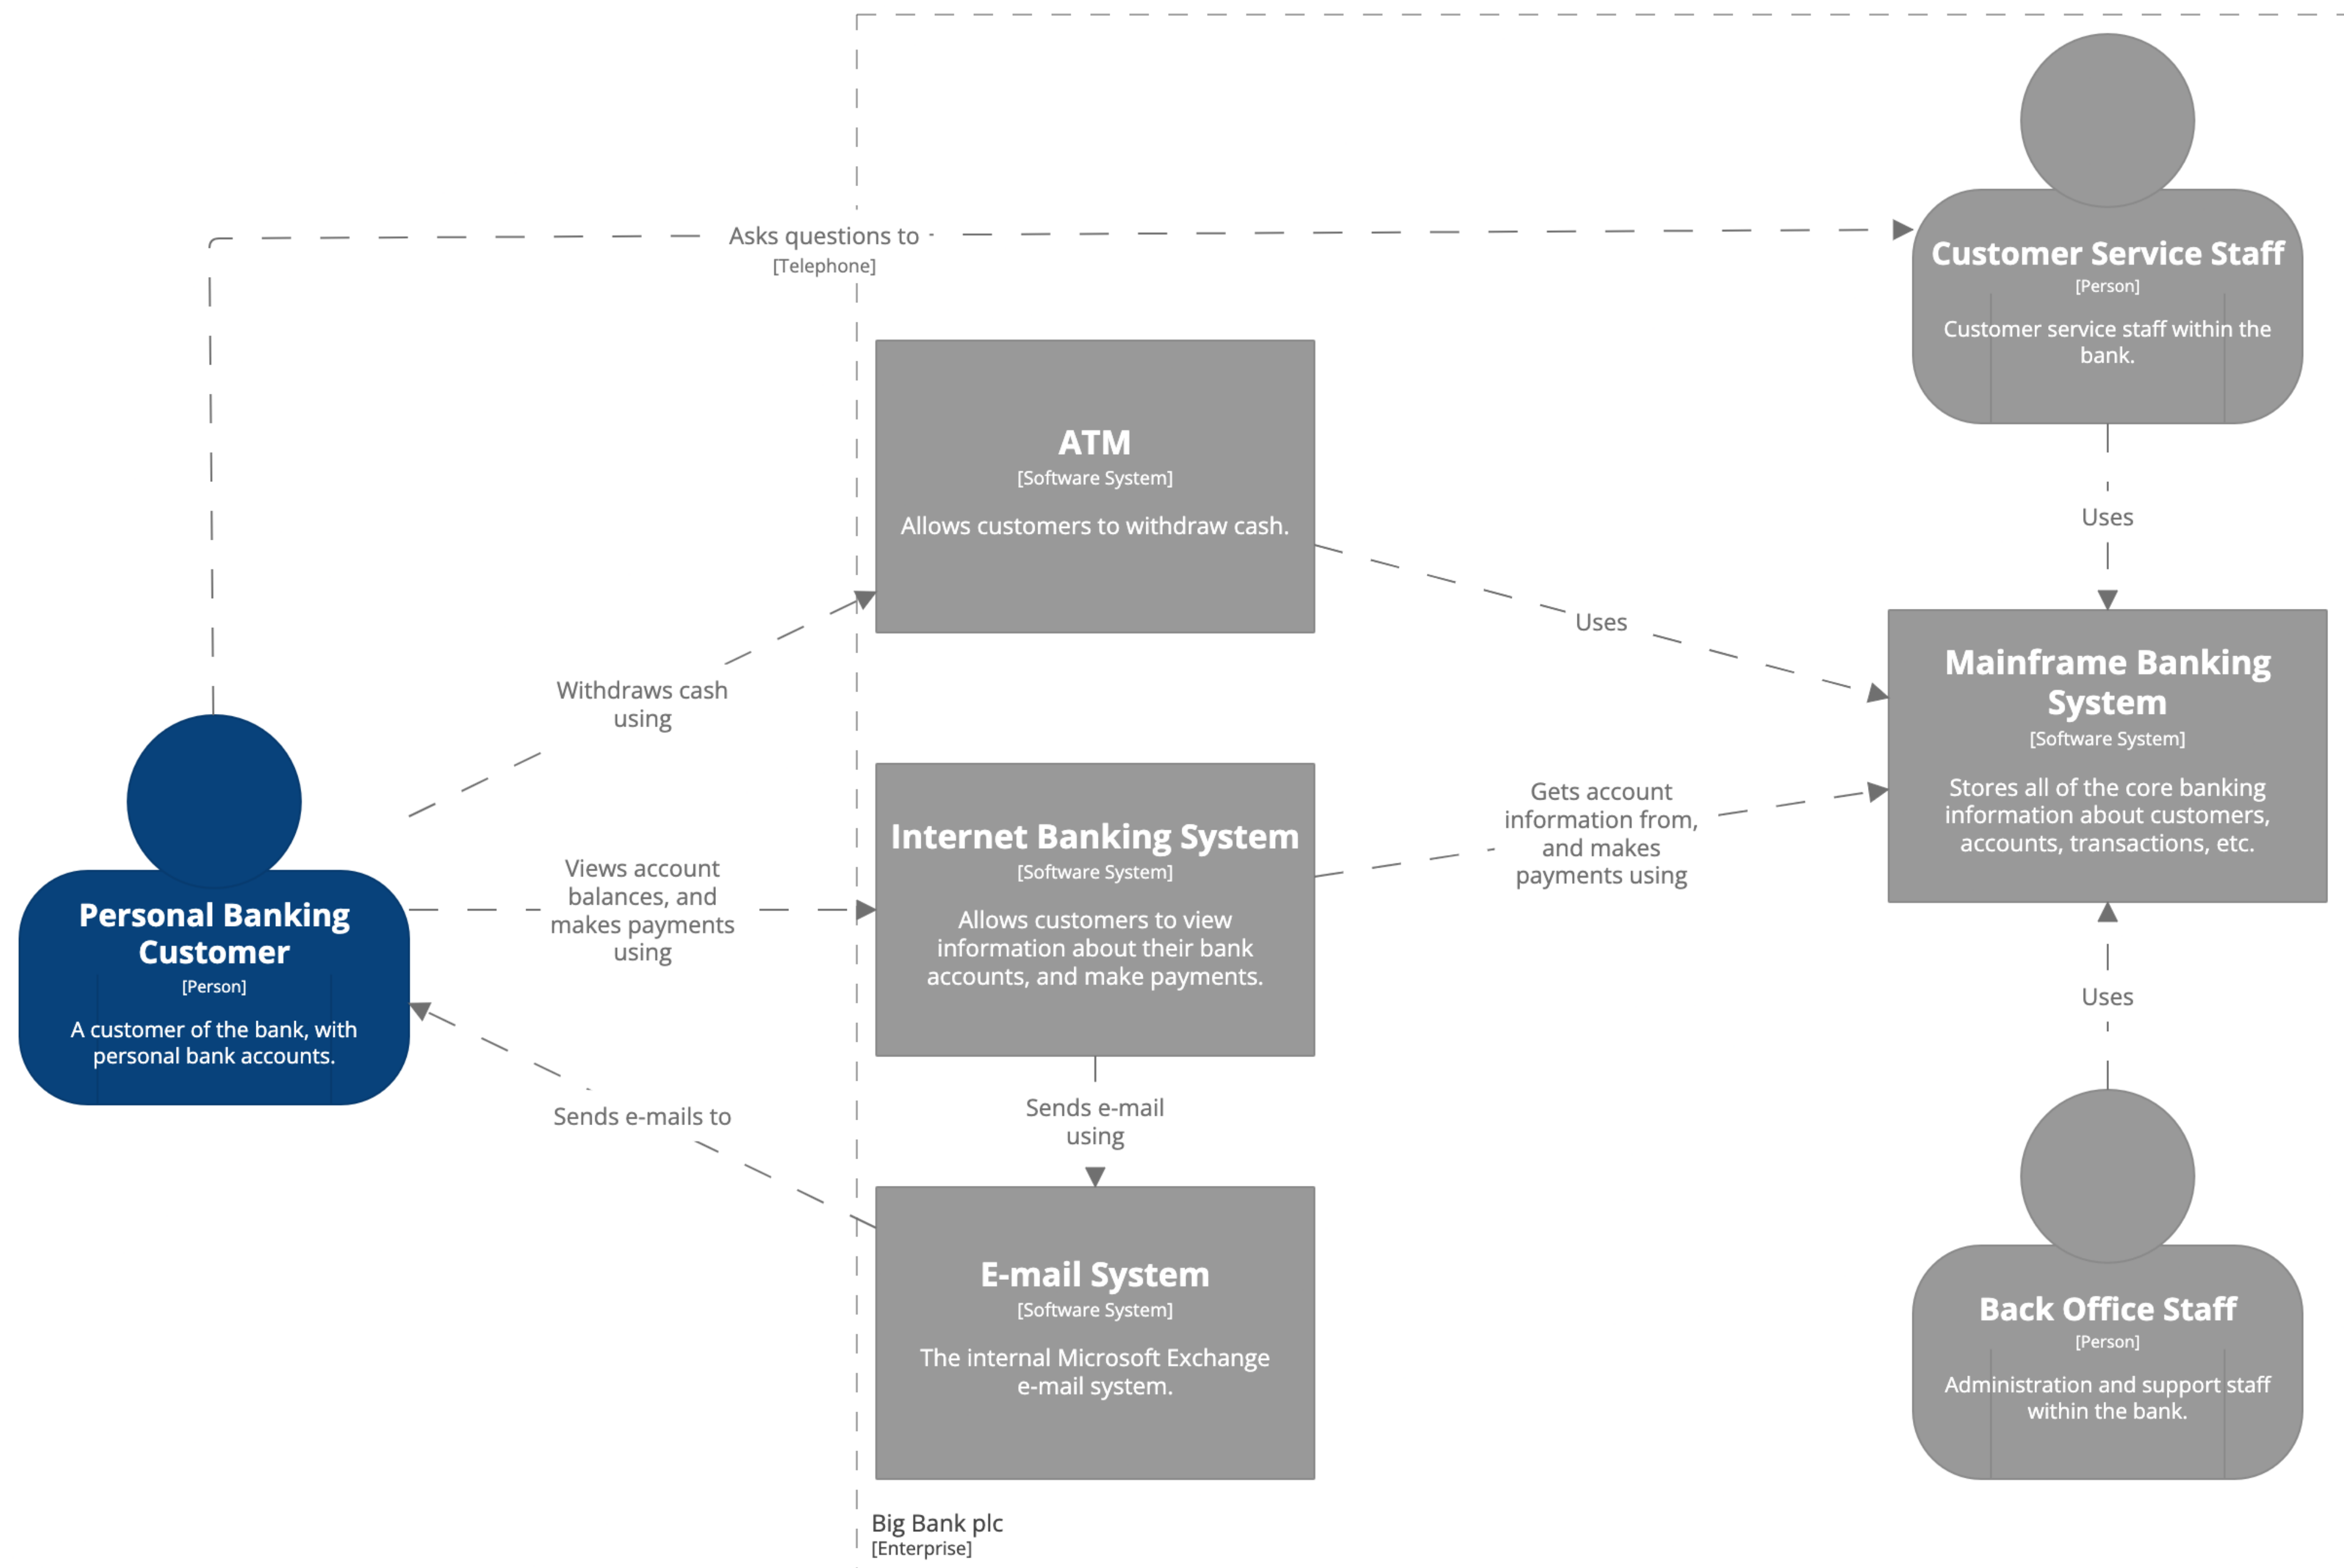 Asks questions to
[Telephone]
Customer Service Staff
[Person]
Customer service staff within the
bank.
ATM
[Software System]
Allows customers to withdraw cash.
Uses
Uses
Withdraws cash
using
Mainframe Banking
System
[Software System]
Stores all of the core banking
information about customers,
accounts, transactions, etc.
Personal Banking
Customer
[Person]
A customer of the bank, with
personal bank accounts.
Views account
balances, and
makes payments
using
Internet Banking System
[Software System]
Allows customers to view
information about their bank
accounts, and make payments.
Gets account
information from,
and makes
payments using
Uses
Sends e-mails to
Sends e-mail
using
E-mail System
[Software System]
The internal Microsoft Exchange
e-mail system.
Back Office Staff
[Person]
Administration and support staff
within the bank.
Big Bank plc
[Enterprise]